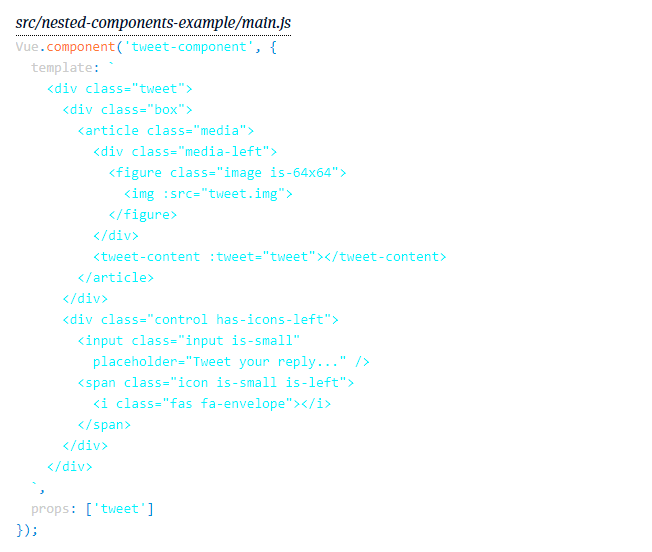 src/nested-components-example/main.js
Vue.component('tweet-component', {
  template: `
    <div class="tweet">
      <div class="box">
        <article class="media">
          <div class="media-left">
            <figure class="image is-64x64">
              <img :src="tweet.img">
            </figure>
          </div>
          <tweet-content :tweet="tweet"></tweet-content>
        </article>
      </div>
      <div class="control has-icons-left">
        <input class="input is-small"
          placeholder="Tweet your reply..." />
        <span class="icon is-small is-left">
          <i class="fas fa-envelope"></i>
        </span>
      </div>
    </div>
  `,
  props: ['tweet']
});